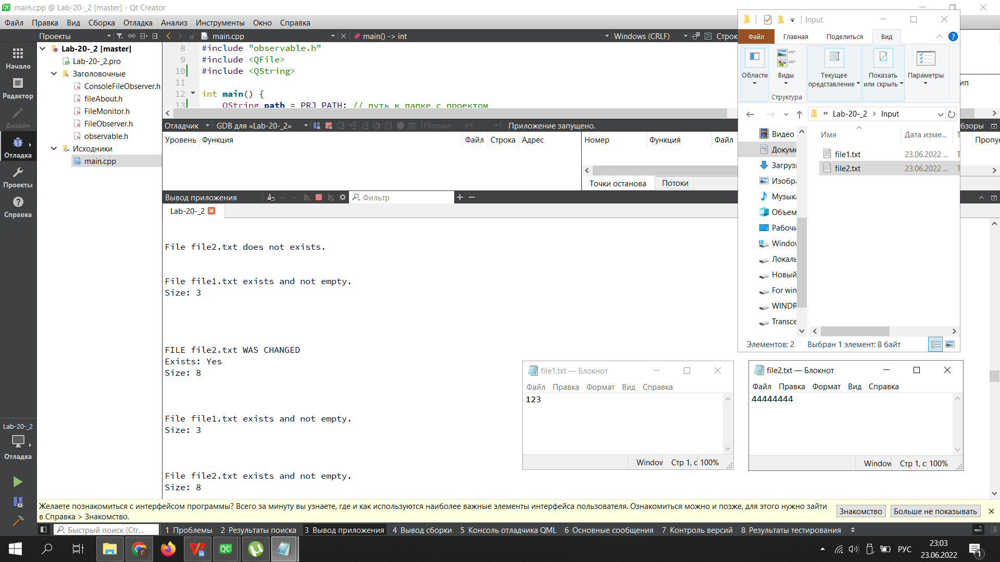 main.cpp @ Lab-20-_2 [master] - Qt Creator
Файл Правка Вид Сборка Отладка Анализ Инструменты Окно Справка
Проекты
main.cpp
main() -> int
Windows (CRLF)
Строк
Начало
Редактор
Дизайн
Отладка
Проекты
Справка
Lab-20-_2
Отладка
Lab-20-_2 [master]
Lab-20-_2.pro
Заголовочные
ConsoleFileObserver.h
fileAbout.h
FileMonitor.h
FileObserver.h
observable.h
Исходники
main.cpp
8 #include "observable.h"
9 #include <QFile>
10 #include <QString>
11
12 int main() {
13 QString path = PRJ_PATH; // путь к папке с проектом
Отладчик GDB для «Lab-20-_2» Потоки: #1 Приложение запущено.
Уровень Функция Файл Строка Адрес
Номер Функция Файл
Точки останова Потоки
Вывод приложения Фильтр
Lab-20-_2
File file2.txt does not exists.
File file1.txt exists and not empty.
Size: 3
FILE file2.txt WAS CHANGED
Exists: Yes
Size: 8
File file1.txt exists and not empty.
Size: 3
File file2.txt exists and not empty.
Size: 8
Input
Файл Главная Поделиться Вид
Области
Виды
Текущее представление
Показать или скрыть
Параметры
Структура
« Lab-20-_2 > Input
Видео
Докуме
Загрузк
Изобра
Музыка
Объем
Рабочи
Window
Локаль
Новый
For win
WINDR
Transce
Имя Дата изме... Т
file1.txt 23.06.2022 ... Т
file2.txt 23.06.2022 ... Т
Элементов: 2 Выбран 1 элемент: 8 байт
ип
бзоры
Пропус
file1.txt — Блокнот
Файл Правка Формат Вид Справка
123
Window Стр 1, с 100%
file2.txt — Блокнот
Файл Правка Формат Вид Справка
44444444
Window Стр 1, с 100%
Желаете познакомиться с интерфейсом программы? Всего за минуту вы узнаете, где и как используются наиболее важные элементы интерфейса пользователя. Ознакомиться можно и позже, для этого нужно зайти
в Справка > Знакомство.
Знакомство Больше не показывать
Быстрый поиск (Ctr...
1 Проблемы 2 Результаты поиска 3 Вывод приложения 4 Вывод сборки 5 Консоль отладчика QML 6 Основные сообщения 7 Контроль версий 8 Результаты тестирования
QC
РУС
23:03
23.06.2022
1